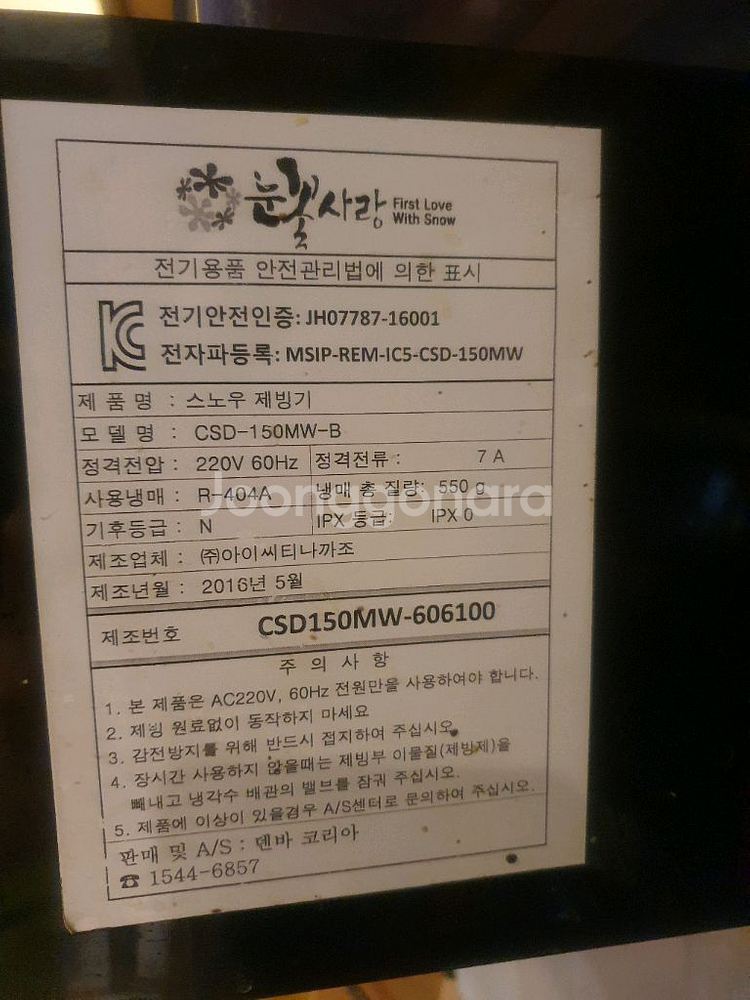 눈꽃사랑 First Love
With Snow
전기용품 안전관리법에 의한 표시
전기안전인증: JH07787-16001
전자파등록: MSIP-REM-IC5-CSD-150MW
제 품 명 : 스노우 제빙기
모 델 명 : CSD-150MW-B
정격전압 : 220V 60Hz 정격전류 : 7 A
사용냉매 : R-404A 냉매 총 질량: 550 g
Joonggonara
기후등급 : N IPX 등급: IPX 0
제조업체 : ㈜아이씨티나까조
제조년월 : 2016년 5월
제조번호 CSD150MW-606100
주 의 사 항
1. 본 제품은 AC220V, 60Hz 전원만을 사용하여야 합니다.
2. 제빙 원료없이 동작하지 마세요
3. 감전방지를 위해 반드시 접지하여 주십시오.
4. 장시간 사용하지 않을때는 제빙부 이물질(제빙제)을
빼내고 냉각수 배관의 밸브를 잠궈 주십시오.
5. 제품에 이상이 있을경우 A/S센터로 문의하여 주십시오.
판매 및 A/S : 덴바 코리아
☎ 1544-6857